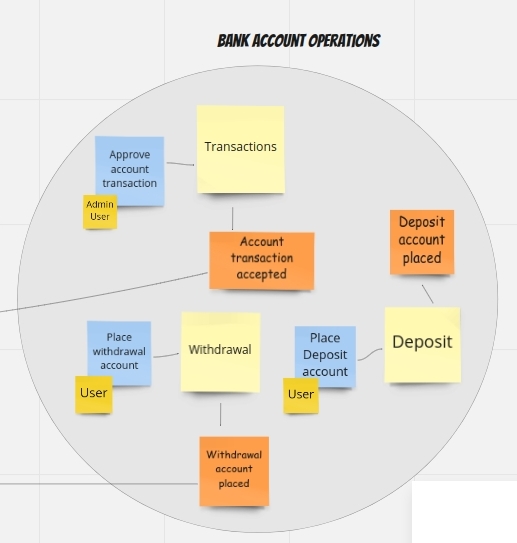 BANK ACCOUNT OPERATIONS
Transactions
Approve
account
transaction
Admin
User
Account
transaction
accepted
Deposit
account
placed
Place
withdrawal
account
User
Withdrawal
Place
Deposit
account
User
Deposit
Withdrawal
account
placed